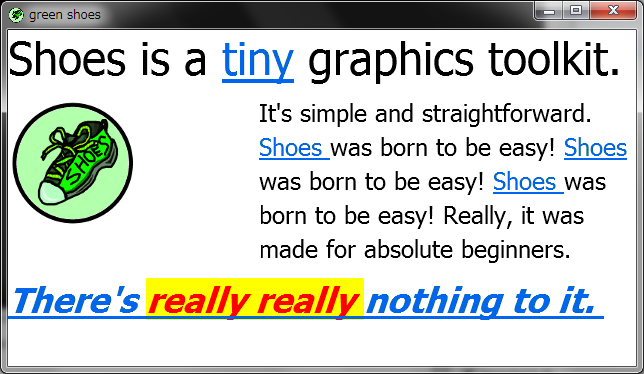 green shoes
Shoes is a tiny graphics toolkit.
SHOES
It's simple and straightforward.
Shoes was born to be easy! Shoes
was born to be easy! Shoes was
born to be easy! Really, it was
made for absolute beginners.
There's really really nothing to it.